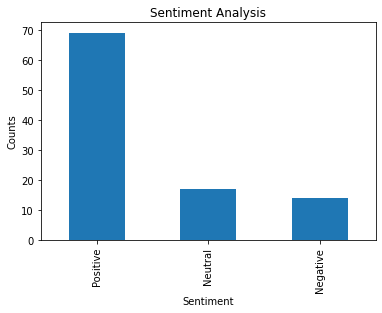 Sentiment Analysis
70
60
50
40
30
20
10
0
Counts
Positive
Neutral
Negative
Sentiment